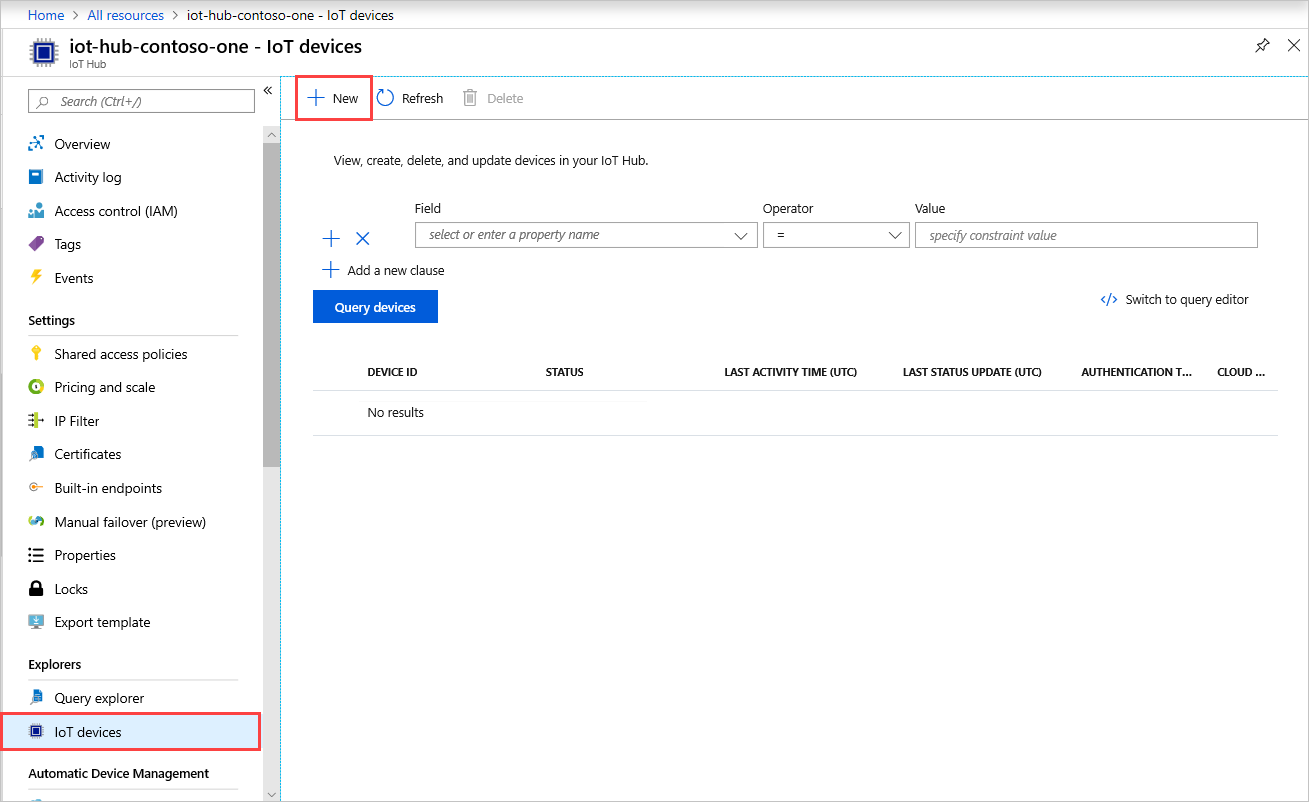 Home > All resources > iot-hub-contoso-one - IoT devices
iot-hub-contoso-one - IoT devices
IoT Hub
Search (Ctrl+/)
«
Overview
Activity log
Access control (IAM)
Tags
Events
Settings
Shared access policies
Pricing and scale
IP Filter
Certificates
Built-in endpoints
Manual failover (preview)
Properties
Locks
Export template
Explorers
Query explorer
IoT devices
Automatic Device Management
New Refresh Delete
View, create, delete, and update devices in your IoT Hub.
Field Operator Value
select or enter a property name = specify constraint value
Add a new clause
Query devices
</> Switch to query editor
DEVICE ID STATUS LAST ACTIVITY TIME (UTC) LAST STATUS UPDATE (UTC) AUTHENTICATION T... CLOUD ...
No results